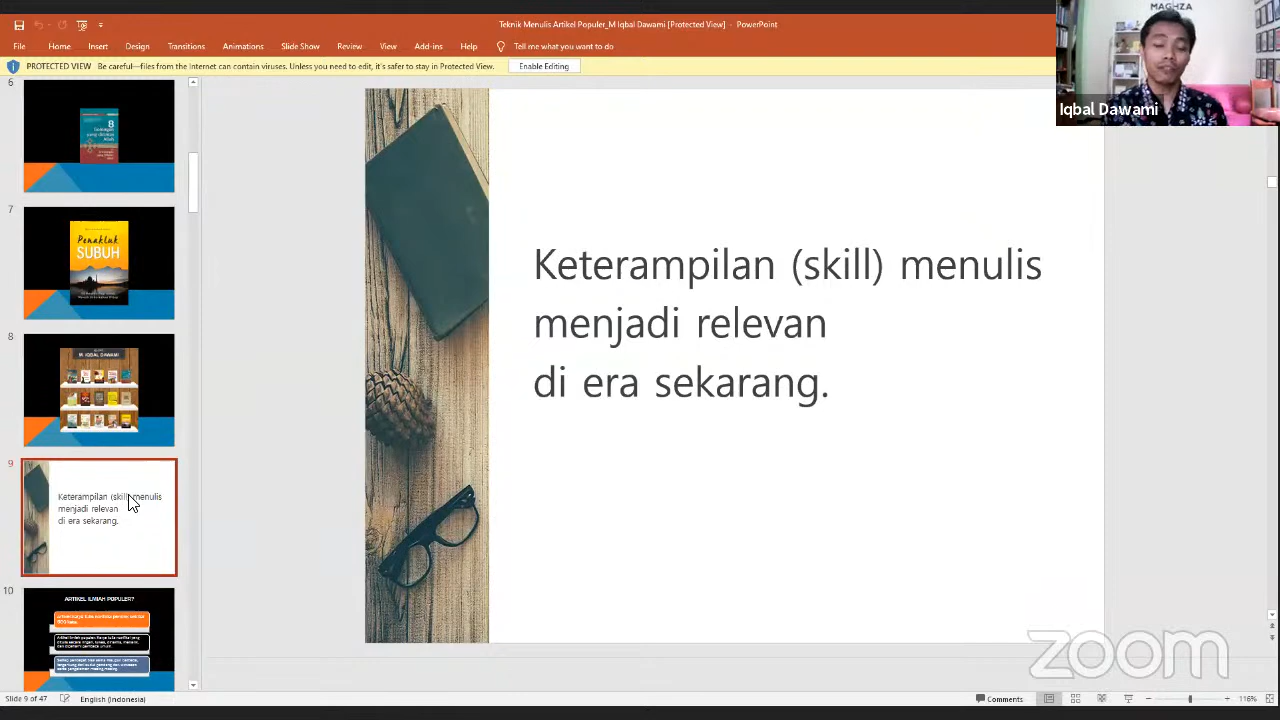 Teknik Menulis Artikel Populer_M Iqbal Dawami [Protected View] - PowerPoint
File Home Insert Design Transitions Animations Slide Show Review View Add-ins Help Tell me what you want to do
PROTECTED VIEW Be careful—files from the Internet can contain viruses. Unless you need to edit, it's safer to stay in Protected View. Enable Editing
MAGHZA
Iqbal Dawami
6
8
7
Penakluk
SUBUH
8
M IQBAL DAWAMI
9
Keterampilan (skill) menulis
menjadi relevan
di era sekarang.
10
ARTIKEL ILMIAH POPULER?
Keterampilan (skill) menulis
menjadi relevan
di era sekarang.
zoom
Slide 9 of 47 English (Indonesia) Comments 116%